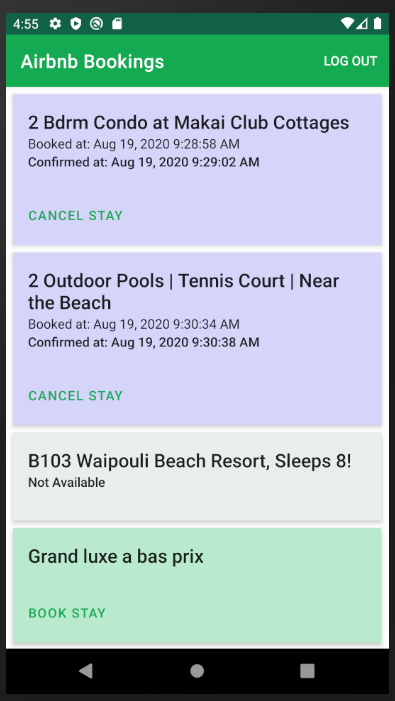 4:55
Airbnb Bookings
LOG OUT
2 Bdrm Condo at Makai Club Cottages
Booked at: Aug 19, 2020 9:28:58 AM
Confirmed at: Aug 19, 2020 9:29:02 AM
CANCEL STAY
2 Outdoor Pools | Tennis Court | Near
the Beach
Booked at: Aug 19, 2020 9:30:34 AM
Confirmed at: Aug 19, 2020 9:30:38 AM
CANCEL STAY
B103 Waipouli Beach Resort, Sleeps 8!
Not Available
Grand luxe a bas prix
BOOK STAY